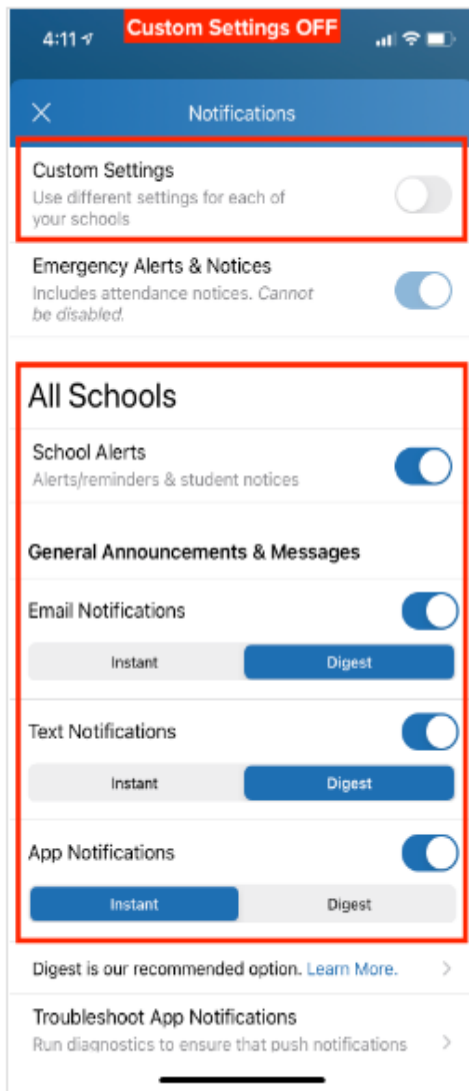 Custom Settings OFF
4:11
Notifications
Custom Settings
Use different settings for each of
your schools
Emergency Alerts & Notices
Includes attendance notices. Cannot
be disabled.
All Schools
School Alerts
Alerts/reminders & student notices
General Announcements & Messages
Email Notifications
Instant Digest
Text Notifications
Instant Digest
App Notifications
Instant Digest
Digest is our recommended option. Learn More.
Troubleshoot App Notifications
Run diagnostics to ensure that push notifications